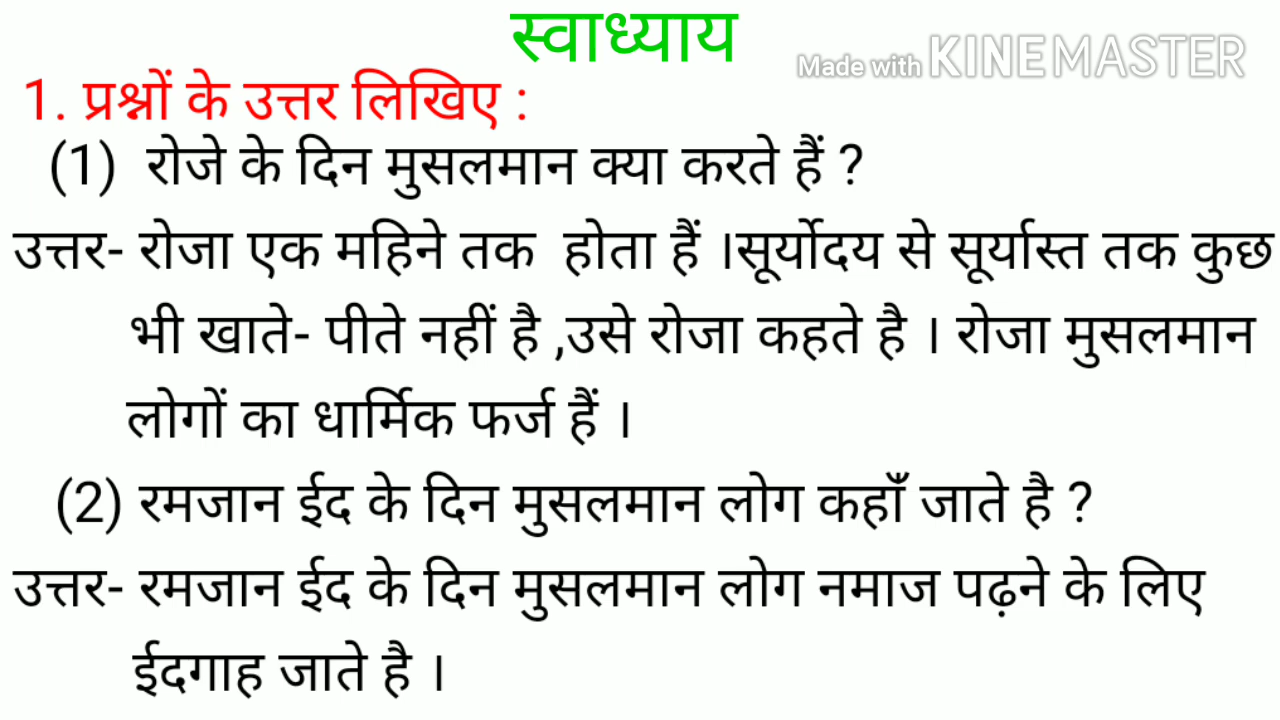 स्वाध्याय
Made with KINEMASTER
1. प्रश्नों के उत्तर लिखिए :
(1) रोजे के दिन मुसलमान क्या करते हैं ?
उत्तर- रोजा एक महिने तक होता हैं ।सूर्योदय से सूर्यास्त तक कुछ
भी खाते- पीते नहीं है ,उसे रोजा कहते है । रोजा मुसलमान
लोगों का धार्मिक फर्ज हैं ।
(2) रमजान ईद के दिन मुसलमान लोग कहाँ जाते है ?
उत्तर- रमजान ईद के दिन मुसलमान लोग नमाज पढ़ने के लिए
ईदगाह जाते है ।